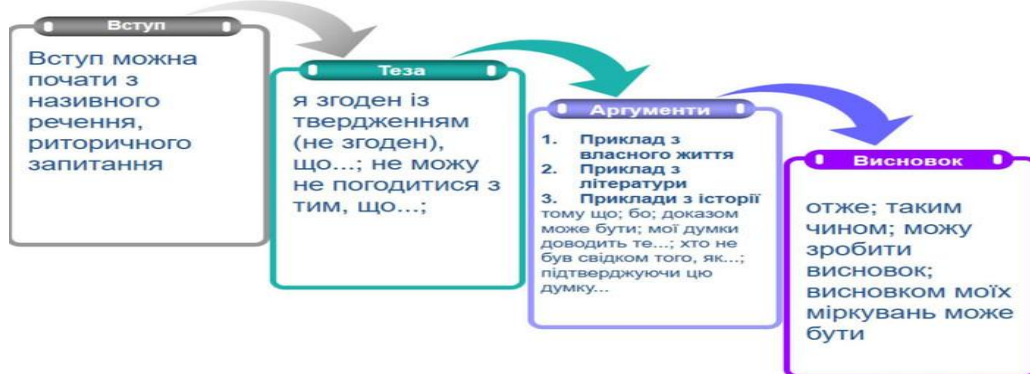 Вступ
Вступ можна
почати з
називного
речення,
риторичного
запитання
Теза
я згоден із
твердженням
(не згоден),
що...; не можу
не погодитися з
тим, що...;
Аргументи
1. Приклад з
власного життя
2. Приклад з
літератури
3. Приклади з історії
тому що; бо; доказом
може бути; мої думки
доводить те...; хто не
був свідком того, як...;
підтверджуючи цю
думку...
Висновок
отже; таким
чином; можу
зробити
висновок;
висновком моїх
міркувань може
бути